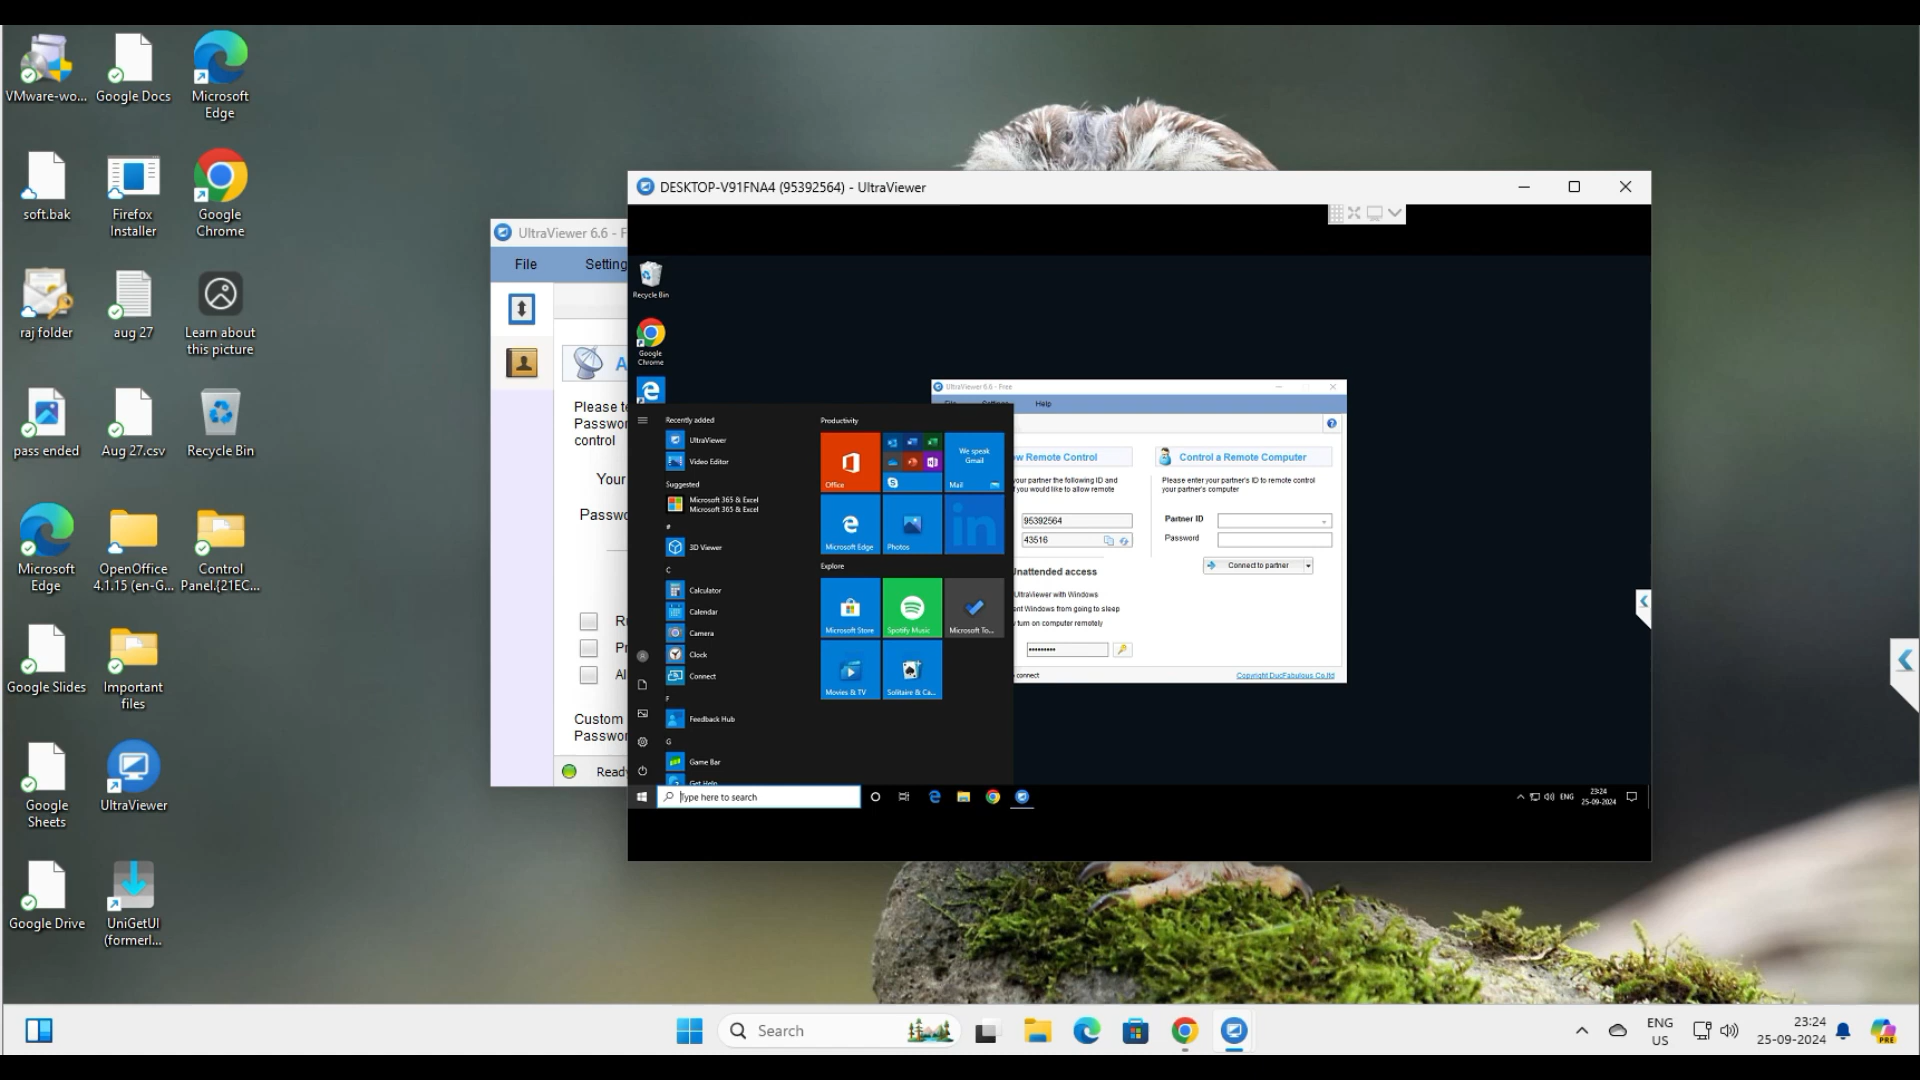 VMware-wo...
Google Docs
Microsoft
Edge
soft.bak
Firefox
Installer
Google
Chrome
raj folder
aug 27
Learn about
this picture
pass ended
Aug 27.csv
Recycle Bin
Microsoft
Edge
OpenOffice
4.1.15 (en-G...
Control
Panel.{21EC...
Google Slides
Important
files
Google
Sheets
UltraViewer
Google Drive
UniGetUI
(formerl...
UltraViewer 6.6 - F
File
Setting
A
Please te
Passwor
control
Your
Passwo
R
Pr
Al
Custom
Passwor
Ready
DESKTOP-V91FNA4 (95392564) - UltraViewer
Recycle Bin
Google
Chrome
Recently added
UltraViewer
Video Editor
Suggested
Microsoft 365 & Excel
Microsoft 365 & Excel
#
3D Viewer
C
Calculator
Calendar
Camera
Clock
Connect
F
Feedback Hub
G
Game Bar
Get Help
Productivity
Office
We speak
Gmail
Mail
Microsoft Edge
Photos
in
Explore
Microsoft Store
Spotify Music
Microsoft To...
Movies & TV
Solitaire & Ca...
UltraViewer 6.6 - Free
Help
ow Remote Control
your partner the following ID and
f you would like to allow remote
95392564
43516
Unattended access
UltraViewer with Windows
ent Windows from going to sleep
turn on computer remotely
*********
connect
Control a Remote Computer
Please enter your partner's ID to remote control
your partner's computer
Partner ID
Password
Connect to partner
Copyright DucFabulous Co.ltd
Type here to search
ENG
23:24
25-09-2024
Search
ENG
US
23:24
25-09-2024
PRE